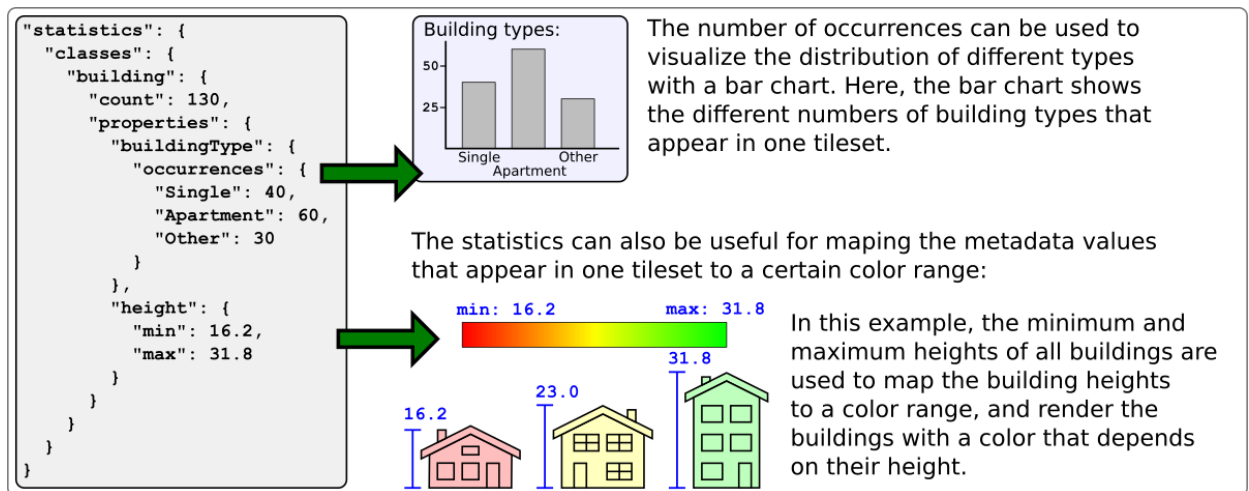 "statistics": {
"classes": {
"building": {
"count": 130,
"properties": {
"buildingType": {
"occurrences": {
"Single": 40,
"Apartment": 60,
"Other": 30
}
},
"height": {
"min": 16.2,
"max": 31.8
}
}
}
}
}
Building types:
50
25
Single Other
Apartment
The number of occurrences can be used to
visualize the distribution of different types
with a bar chart. Here, the bar chart shows
the different numbers of building types that
appear in one tileset.
The statistics can also be useful for maping the metadata values
that appear in one tileset to a certain color range:
min: 16.2 max: 31.8
16.2
23.0
31.8
In this example, the minimum and
maximum heights of all buildings are
used to map the building heights
to a color range, and render the
buildings with a color that depends
on their height.